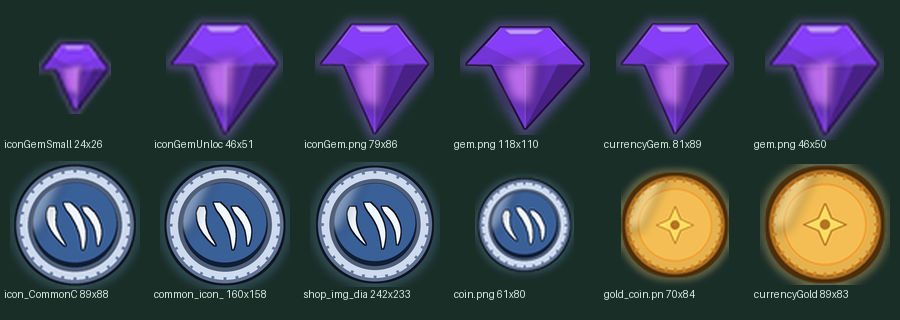 iconGemSmall 24x26
iconGemUnloc 46x51
iconGem.png 79x86
gem.png 118x110
currencyGem. 81x89
gem.png 46x50
icon_CommonC 89x88
common_icon_ 160x158
shop_img_dia 242x233
coin.png 61x80
gold_coin.pn 70x84
currencyGold 89x83